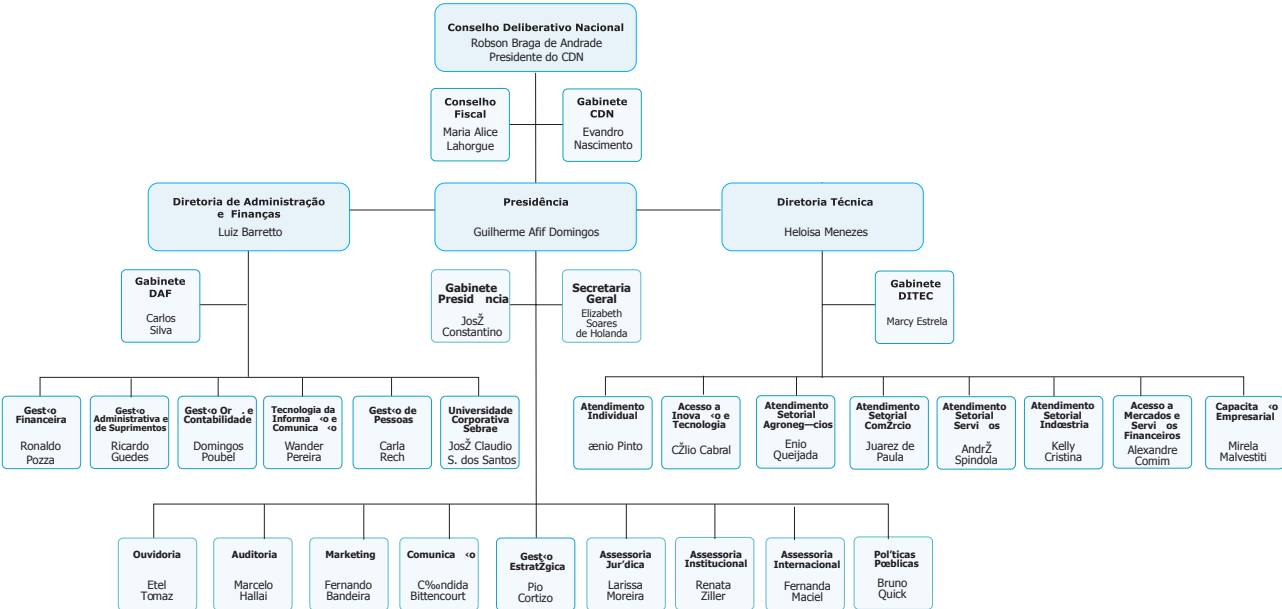 Conselho Deliberativo Nacional
Robson Braga de Andrade
Presidente do CDN
Conselho
Fiscal
Maria Alice
Lahorgue
Gabinete
CDN
Evandro
Nascimento
Diretoria de Administração
e Finanças
Luiz Barretto
Presidência
Guilherme Afif Domingos
Diretoria Técnica
Heloisa Menezes
Gabinete
DAF
Carlos
Silva
Gabinete
Presid ncia
JosŽ
Constantino
Secretaria
Geral
Elizabeth
Soares
de Holanda
Gabinete
DITEC
Marcy Estrela
Gest‹o
Financeira
Ronaldo
Pozza
Gest‹o
Administrativa e
de Suprimentos
Ricardo
Guedes
Gest‹o Or . e
Contabilidade
Domingos
Poubel
Tecnologia da
Informa ‹o e
Comunica ‹o
Wander
Pereira
Gest‹o de
Pessoas
Carla
Rech
Universidade
Corporativa
Sebrae
JosŽ Claudio
S. dos Santos
Atendimento
Individual
ænio Pinto
Acesso a
Inova ‹o e
Tecnologia
CŽlio Cabral
Atendimento
Setorial
Agroneg—cios
Enio
Queijada
Atendimento
Setorial
ComŽrcio
Juarez de
Paula
Atendimento
Setorial
Servi os
AndrŽ
Spindola
Atendimento
Setorial
Indœstria
Kelly
Cristina
Acesso a
Mercados e
Servi os
Financeiros
Alexandre
Comim
Capacita ‹o
Empresarial
Mirela
Malvestiti
Ouvidoria
Etel
Tomaz
Auditoria
Marcelo
Hallai
Marketing
Fernando
Bandeira
Comunica ‹o
C‰ndida
Bittencourt
Gest‹o
EstratŽgica
Pio
Cortizo
Assessoria
Jur'dica
Larissa
Moreira
Assessoria
Institucional
Renata
Ziller
Assessoria
Internacional
Fernanda
Maciel
Pol'ticas
Pœblicas
Bruno
Quick